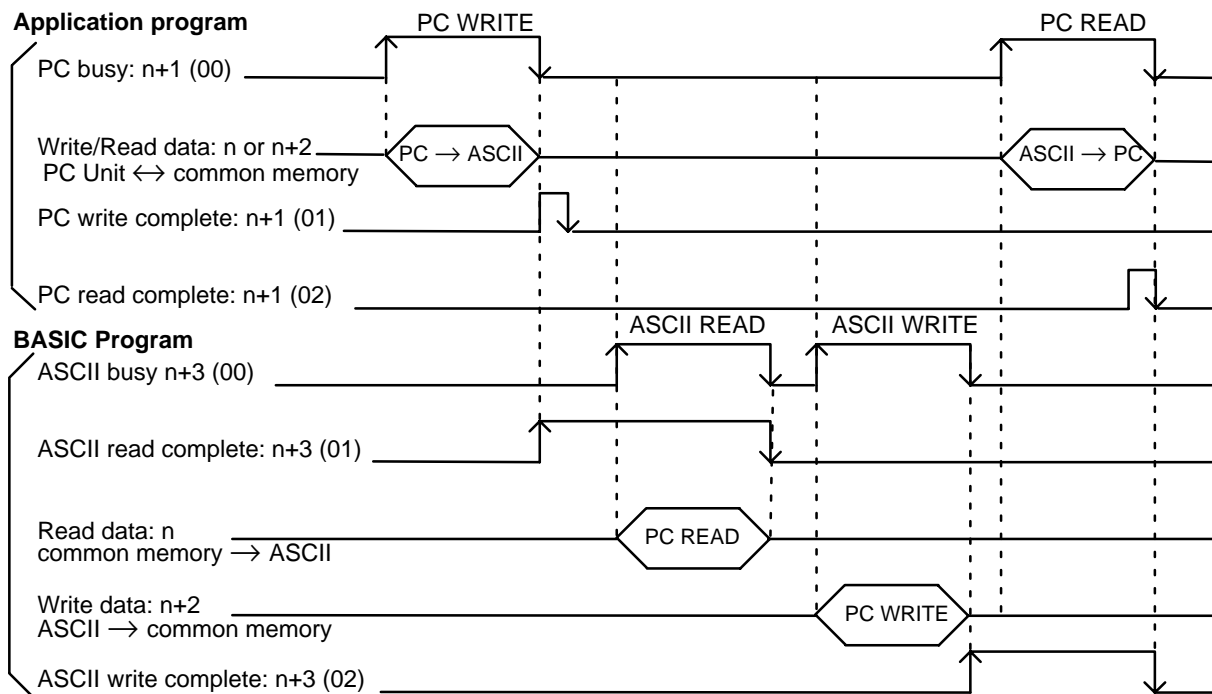 Application program
PC WRITE
PC READ
PC busy: n+1 (00)
Write/Read data: n or n+2
PC Unit ↔ common memory
PC → ASCII
ASCII → PC
PC write complete: n+1 (01)
PC read complete: n+1 (02)
BASIC Program
ASCII READ
ASCII WRITE
ASCII busy n+3 (00)
ASCII read complete: n+3 (01)
Read data: n
common memory → ASCII
PC READ
Write data: n+2
ASCII → common memory
PC WRITE
ASCII write complete: n+3 (02)